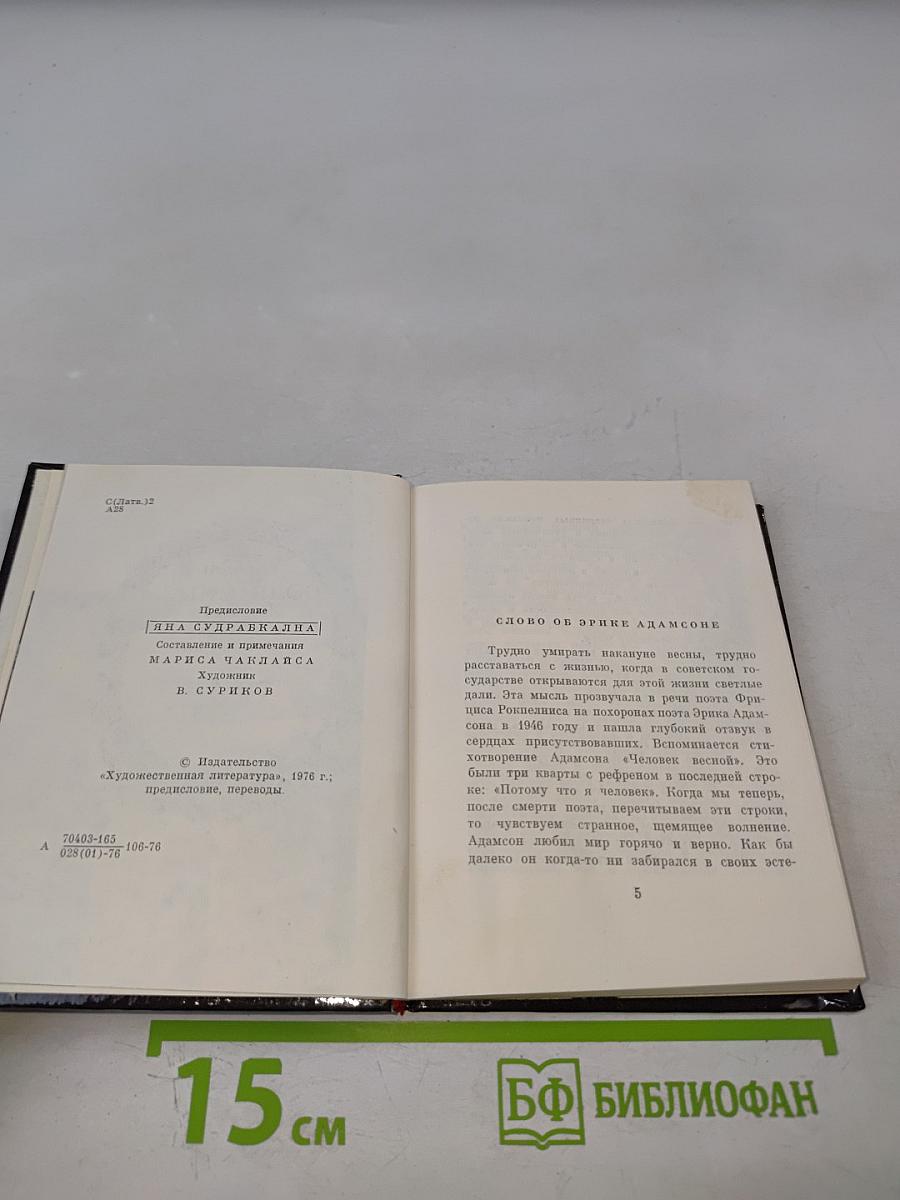 С(Латв.)2
А28
Предисловие
ЯНА СУДРАБКАЛНА
Составление и примечания
МАРИСА ЧАКЛАЙСА
Художник
В. СУРИКОВ
© Издательство
«Художественная литература», 1976 г.;
предисловие, переводы.
А 70403-165
028(01)-76 106-76
СЛОВО ОБ ЭРИКЕ АДАМСОНЕ
Трудно умирать накануне весны, трудно
расставаться с жизнью, когда в советском го-
сударстве открываются для этой жизни светлые
дали. Эта мысль прозвучала в речи поэта Фри-
циса Рокпелниса на похоронах поэта Эрика Адам-
сона в 1946 году и нашла глубокий отзвук в
сердцах присутствовавших. Вспоминается сти-
хотворение Адамсона «Человек весной». Это
были три кварты с рефреном в последней стро-
ке: «Потому что я человек». Когда мы теперь,
после смерти поэта, перечитываем эти строки,
то чувствуем странное, щемящее волнение.
Адамсон любил мир горячо и верно. Как бы
далеко он когда-то ни забирался в своих эсте-
5
15 см
БФ БИБЛИОФАН